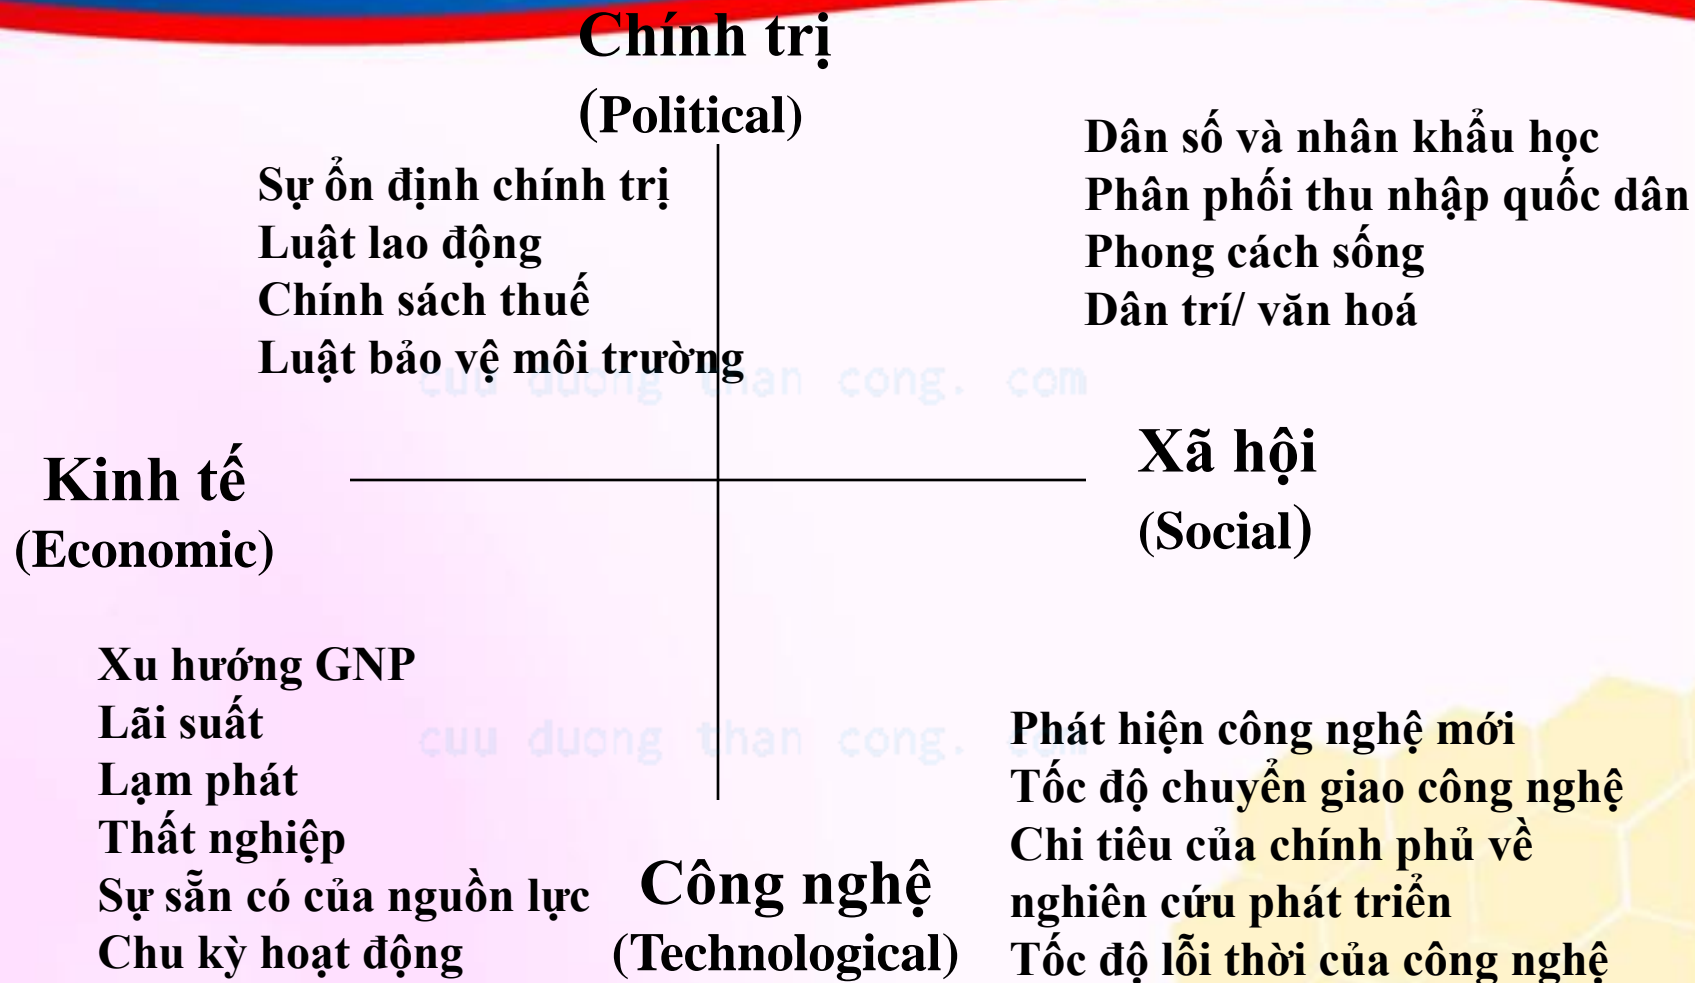 Chính trị
(Political)
Sự ổn định chính trị
Luật lao động
Chính sách thuế
Luật bảo vệ môi trường
Dân số và nhân khẩu học
Phân phối thu nhập quốc dân
Phong cách sống
Dân trí/ văn hoá
cuu duong than cong. com
Kinh tế
(Economic)
Xã hội
(Social)
Xu hướng GNP
Lãi suất
Lạm phát
Thất nghiệp
Sự sẵn có của nguồn lực
Chu kỳ hoạt động
cuu duong than cong. com
Công nghệ
(Technological)
Phát hiện công nghệ mới
Tốc độ chuyển giao công nghệ
Chi tiêu của chính phủ về
nghiên cứu phát triển
Tốc độ lỗi thời của công nghệ